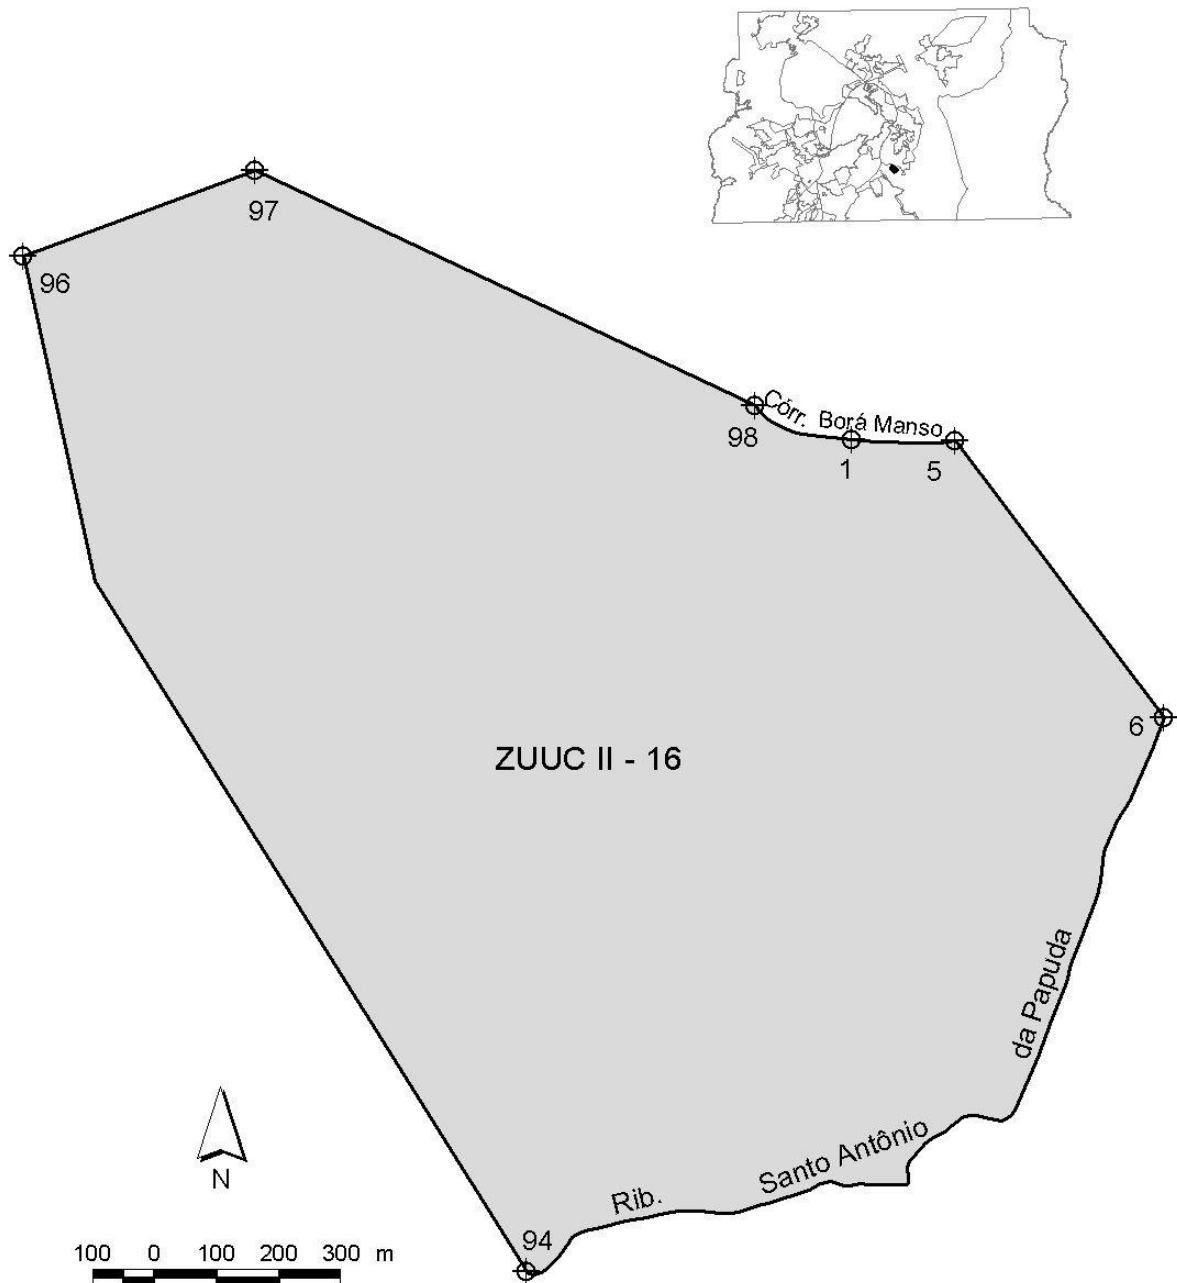 97
96
Córr. Borá Manso
98
1
5
6
ZUUC II - 16
da Papuda
Santo Antônio
Rib.
N
94
100 0 100 200 300 m